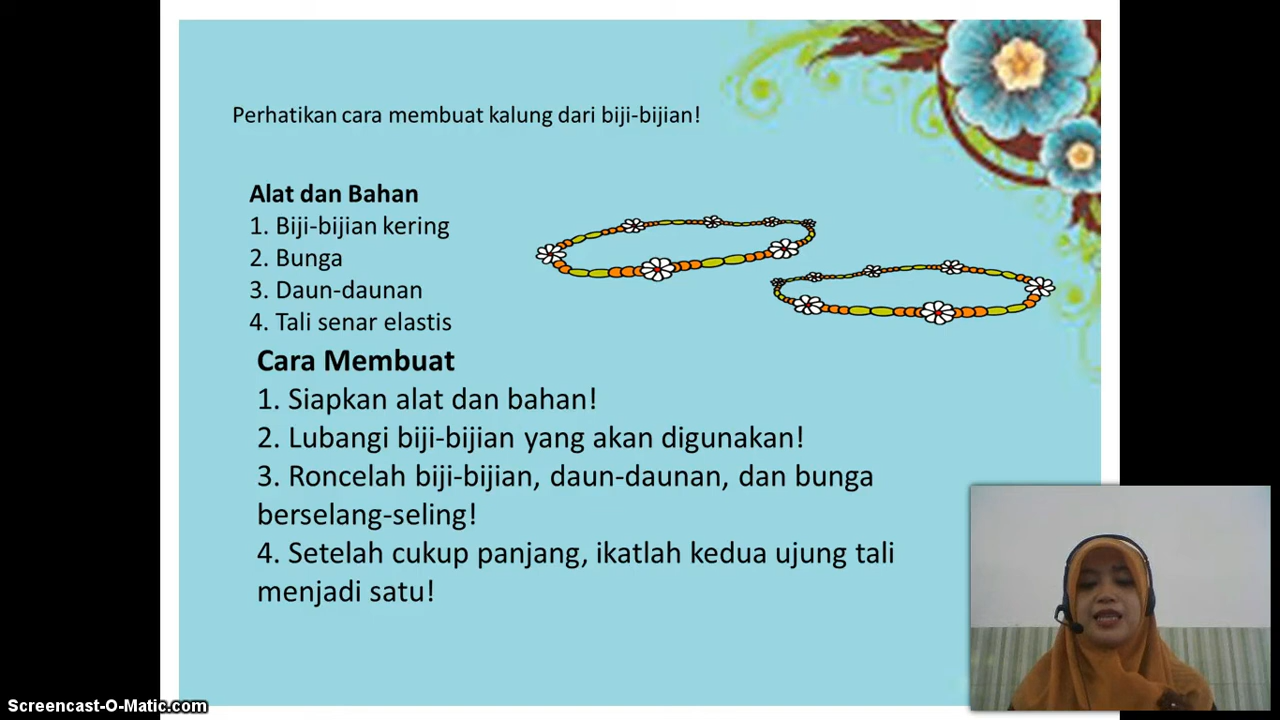 Perhatikan cara membuat kalung dari biji-bijian!
Alat dan Bahan
1. Biji-bijian kering
2. Bunga
3. Daun-daunan
4. Tali senar elastis
Cara Membuat
1. Siapkan alat dan bahan!
2. Lubangi biji-bijian yang akan digunakan!
3. Roncelah biji-bijian, daun-daunan, dan bunga
berselang-seling!
4. Setelah cukup panjang, ikatlah kedua ujung tali
menjadi satu!
Screencast-O-Matic.com